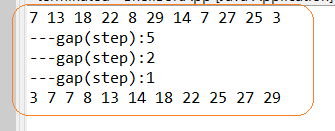 7 13 18 22 8 29 14 7 27 25 3
---gap(step):5
---gap(step):2
---gap(step):1
3 7 7 8 13 14 18 22 25 27 29